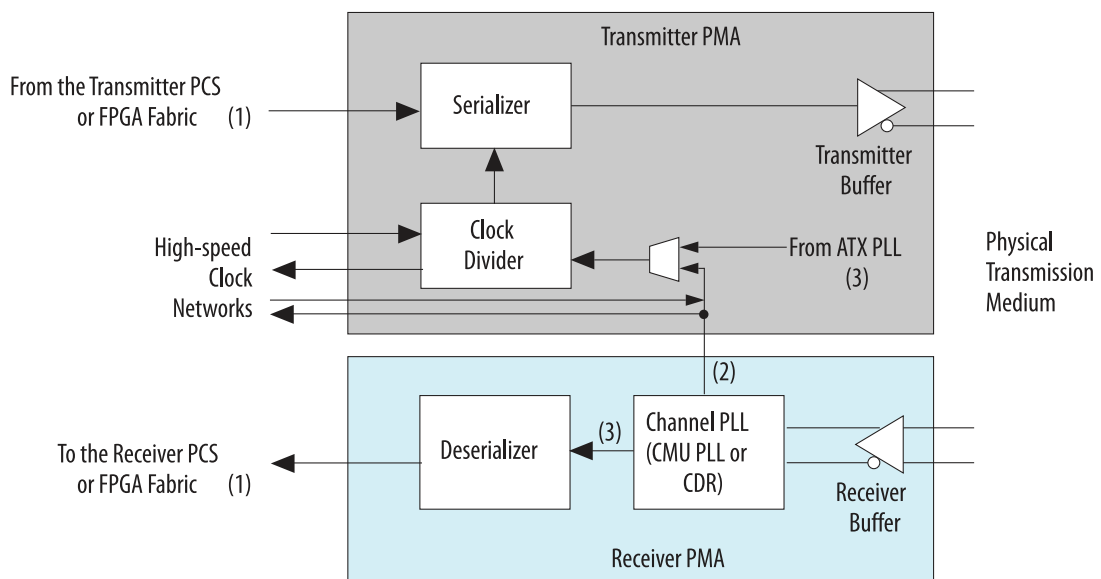 Transmitter PMA
From the Transmitter PCS
or FPGA Fabric (1)
Serializer
Transmitter
Buffer
High-speed
Clock
Networks
Clock
Divider
From ATX PLL
(3)
Physical
Transmission
Medium
(2)
To the Receiver PCS
or FPGA Fabric (1)
Deserializer
(3)
Channel PLL
(CMU PLL or
CDR)
Receiver
Buffer
Receiver PMA